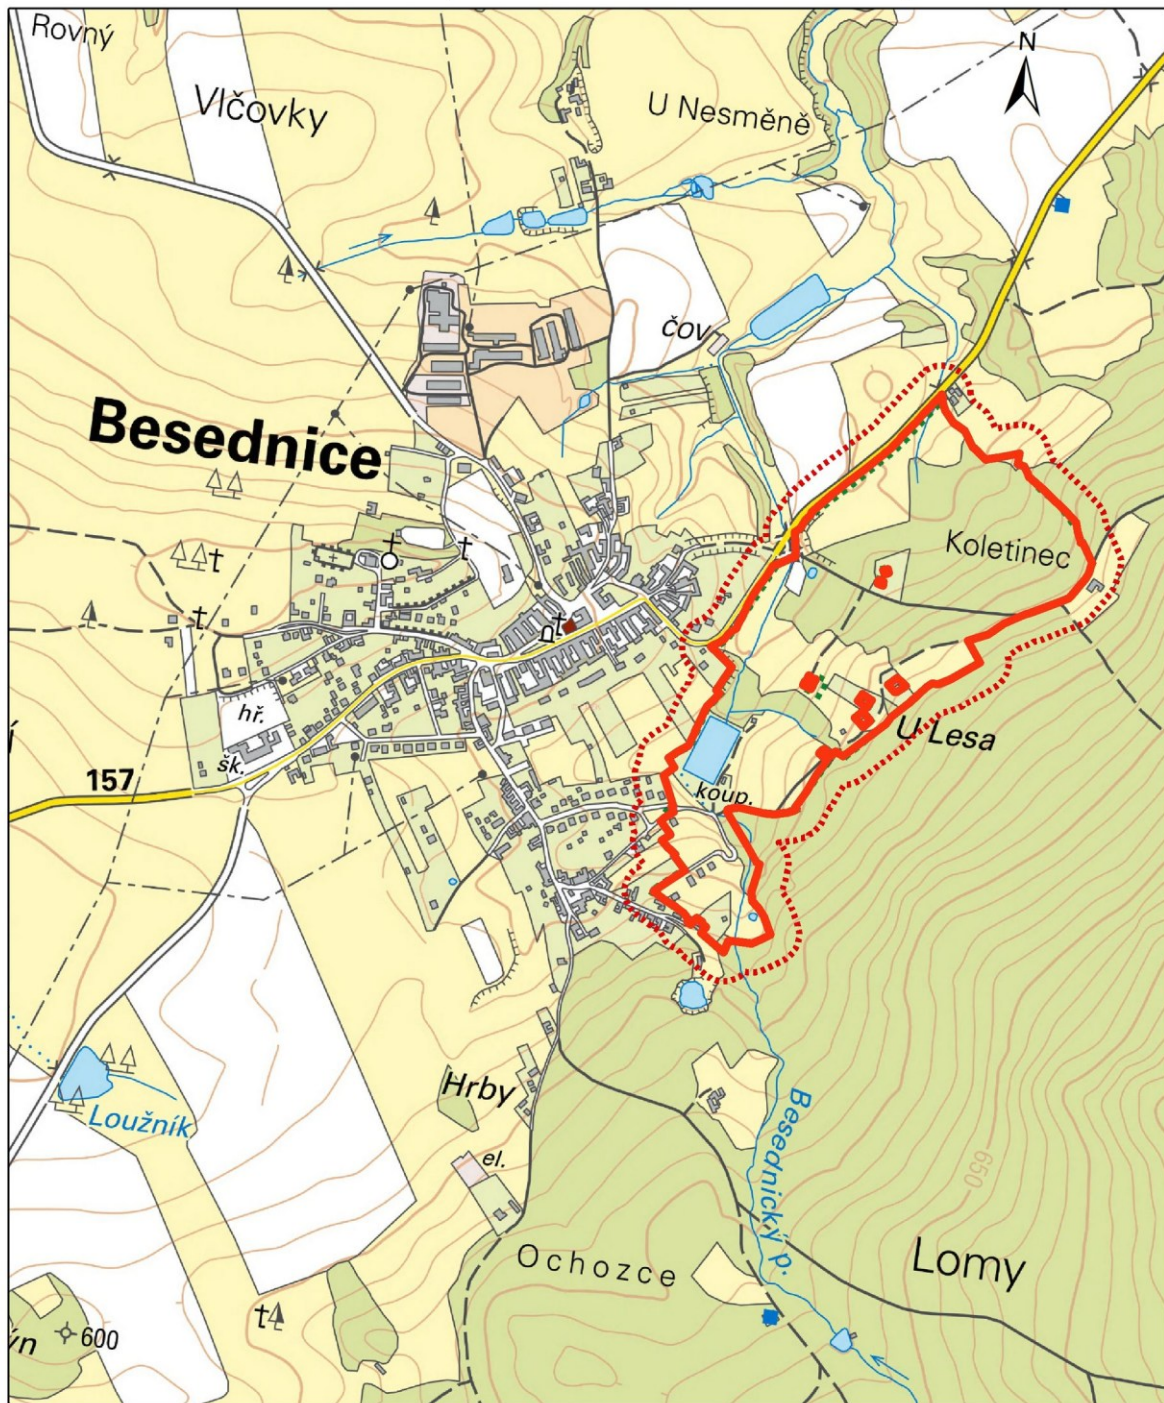 Rovný
Vlčovky
U Nesměně
N
čov
Besednice
Koletinec
hř.
šk.
157
U Lesa
koup.
Hrby
Loužník
el.
Besednický p.
650
Ochozce
Lomy
600
ýn
í